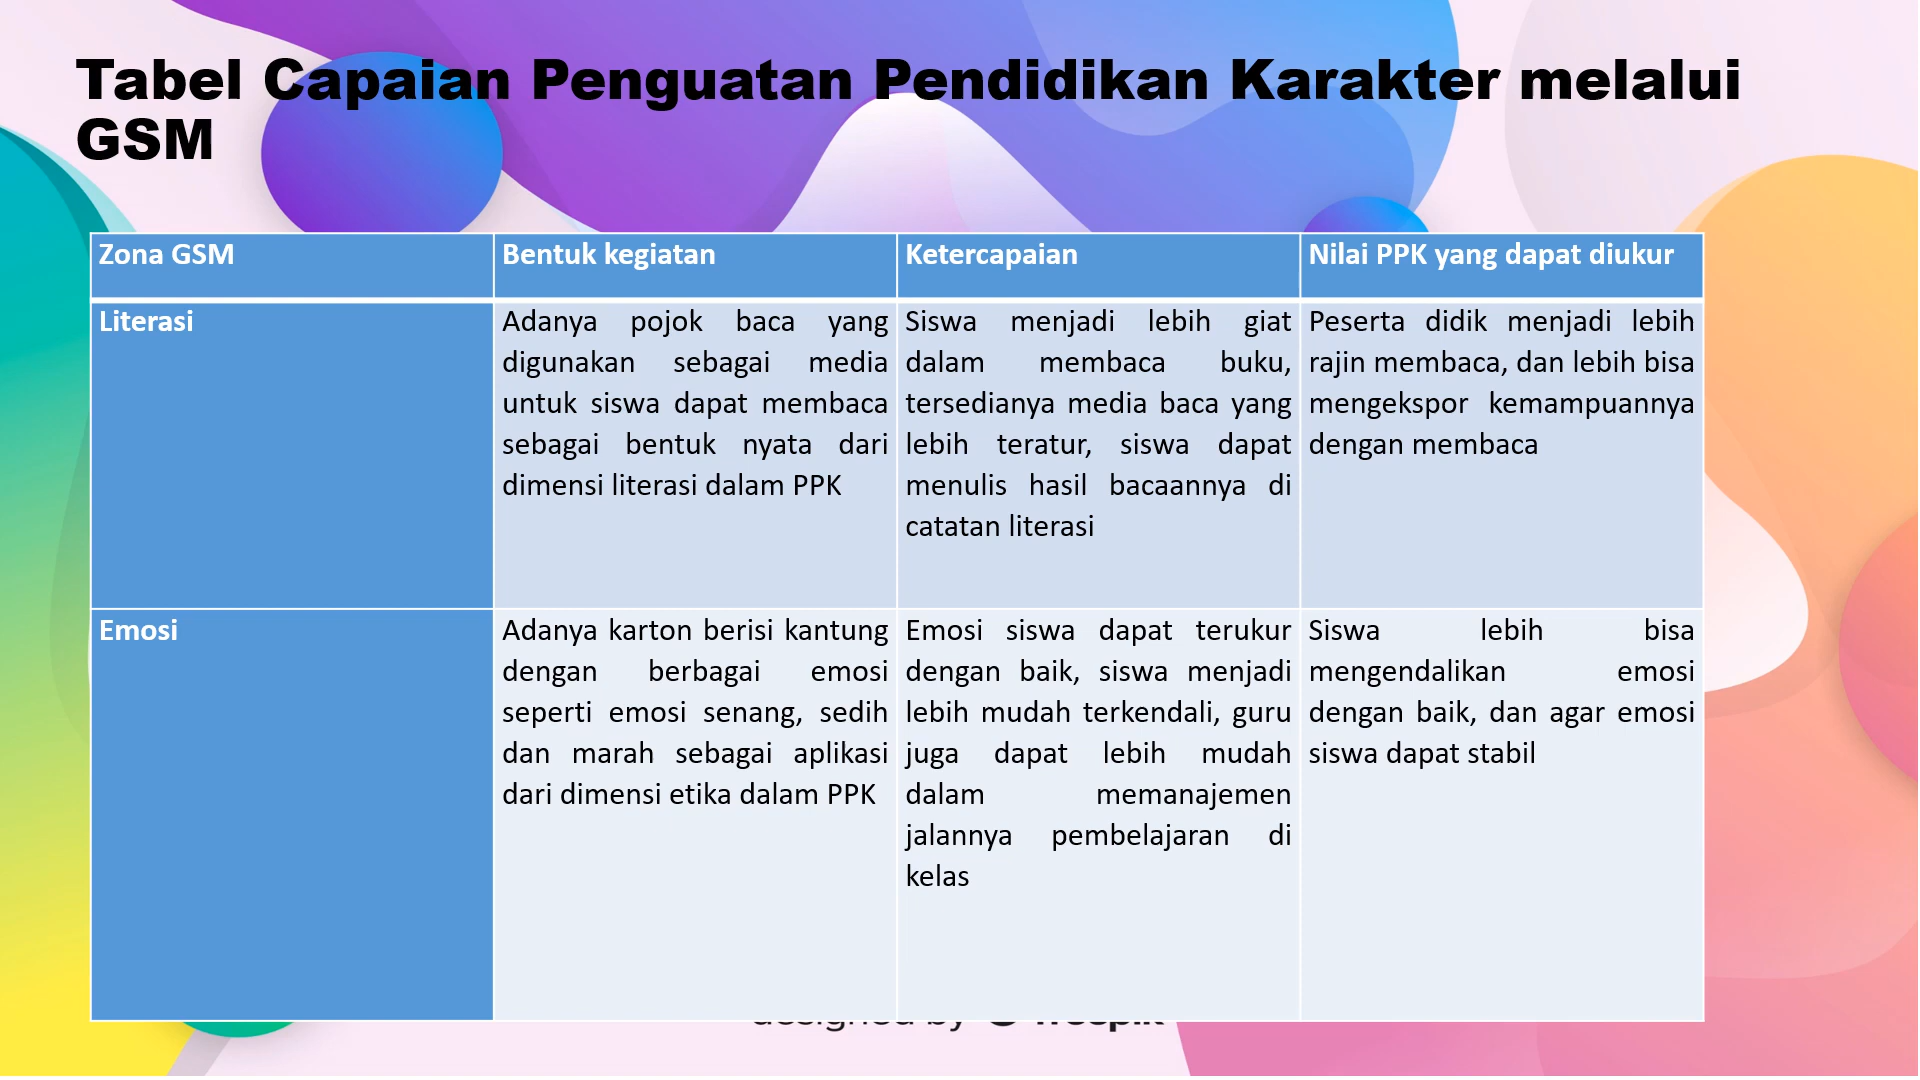 Tabel Capaian Penguatan Pendidikan Karakter melalui
GSM
Zona GSM
Bentuk kegiatan
Ketercapaian
Nilai PPK yang dapat diukur
Literasi
Adanya pojok baca yang
digunakan sebagai media
untuk siswa dapat membaca
sebagai bentuk nyata dari
dimensi literasi dalam PPK
Siswa menjadi lebih giat
dalam membaca buku,
tersedianya media baca yang
lebih teratur, siswa dapat
menulis hasil bacaannya di
catatan literasi
Peserta didik menjadi lebih
rajin membaca, dan lebih bisa
mengekspor kemampuannya
dengan membaca
Emosi
Adanya karton berisi kantung
dengan berbagai emosi
seperti emosi senang, sedih
dan marah sebagai aplikasi
dari dimensi etika dalam PPK
Emosi siswa dapat terukur
dengan baik, siswa menjadi
lebih mudah terkendali, guru
juga dapat lebih mudah
dalam memanajemen
jalannya pembelajaran di
kelas
Siswa lebih bisa
mengendalikan emosi
dengan baik, dan agar emosi
siswa dapat stabil
designed by freepik